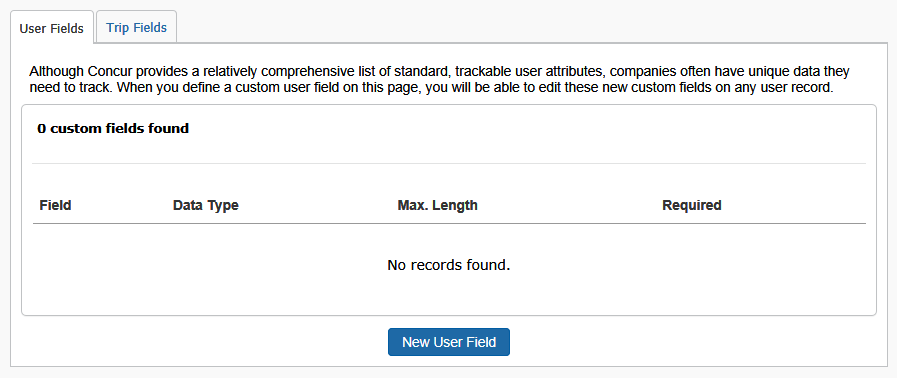 User Fields Trip Fields
Although Concur provides a relatively comprehensive list of standard, trackable user attributes, companies often have unique data they
need to track. When you define a custom user field on this page, you will be able to edit these new custom fields on any user record.
0 custom fields found
Field Data Type Max. Length Required
No records found.
New User Field